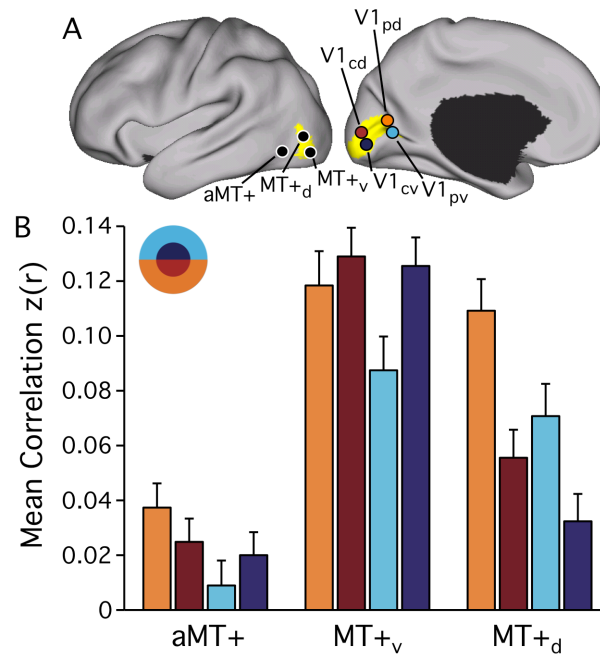 A
V1pd
V1cd
aMT+
MT+d
MT+v
V1cv
V1pv
B
Mean Correlation z(r)
0.14
0.12
0.10
0.08
0.06
0.04
0.02
0
aMT+ MT+v MT+d